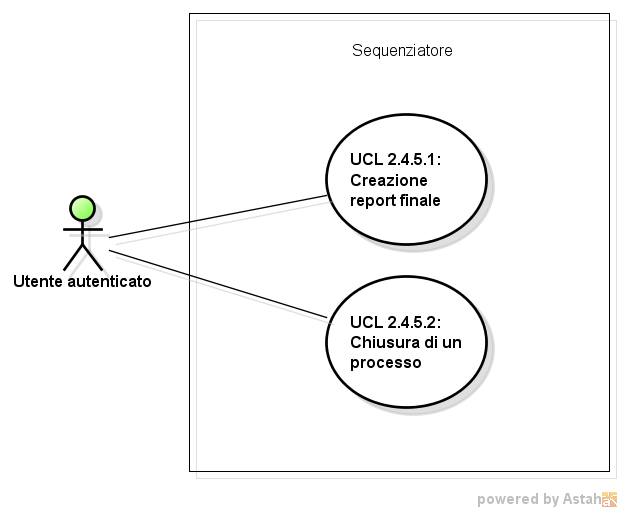 Sequenziatore
UCL 2.4.5.1:
Creazione
report finale
Utente autenticato
UCL 2.4.5.2:
Chiusura di un
processo
powered by Astah